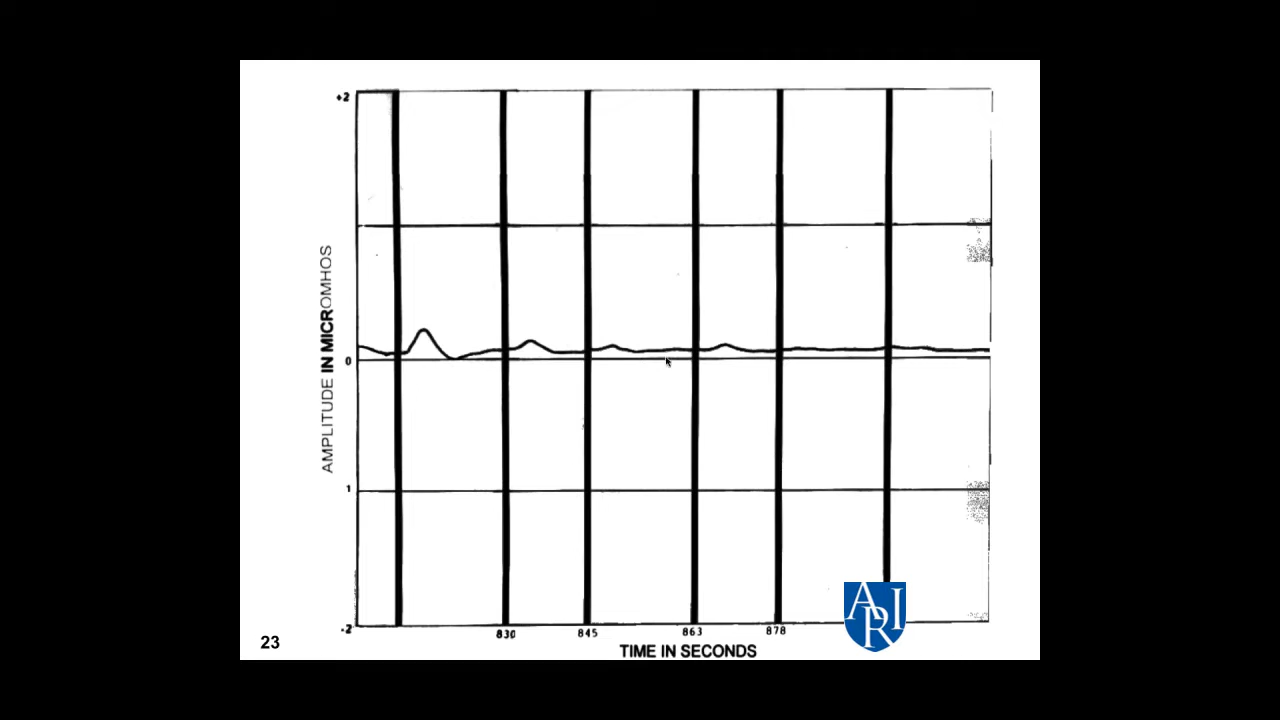 +2
AMPLITUDE IN MICROMHOS
0
1
-2
830 845 863 878
TIME IN SECONDS
23
ARI